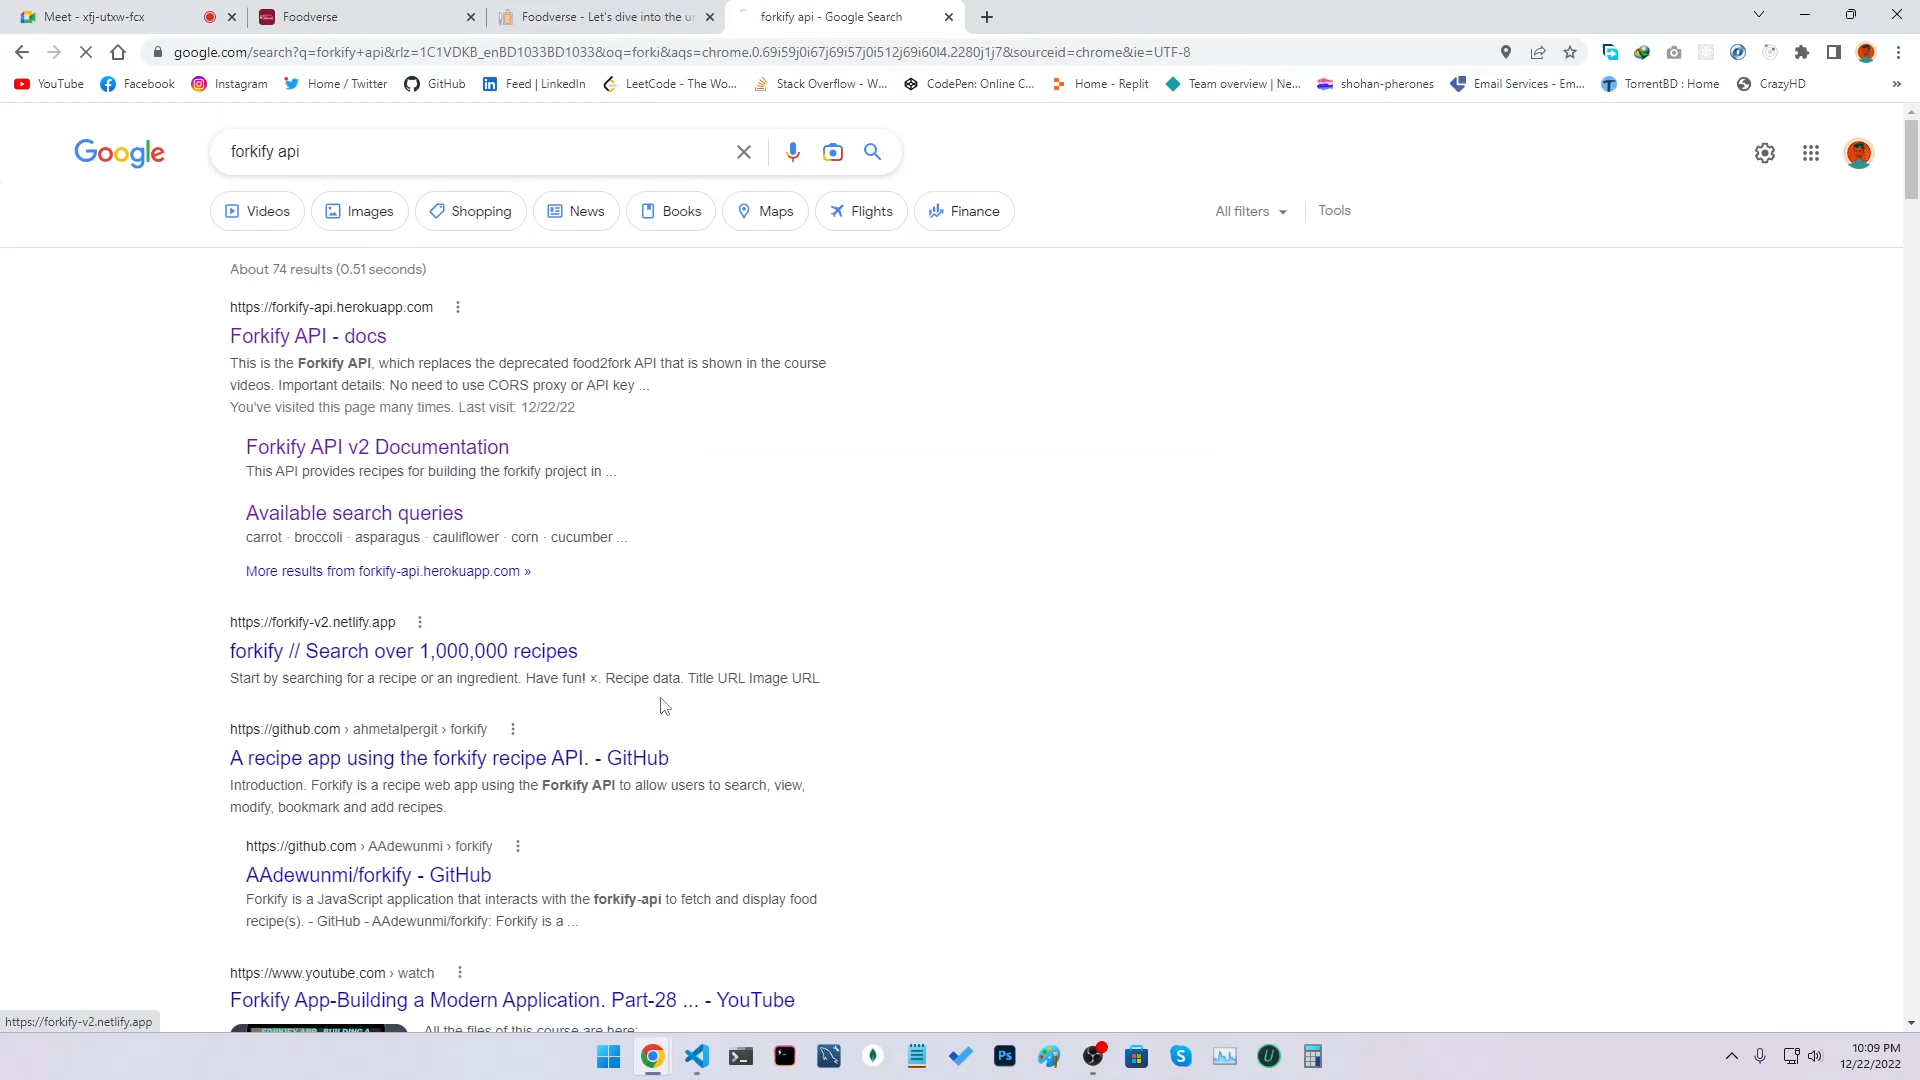 Meet - xfj-utxw-fcx
Foodverse
Foodverse - Let's dive into the u
forkify api - Google Search
google.com/search?q=forkify+api&rlz=1C1VDKB_enBD1033BD1033&oq=forki&aqs=chrome.0.69i59j0i67j69i57j0i512j69i60l4.2280j1j7&sourceid=chrome&ie=UTF-8
YouTube
Facebook
Instagram
Home / Twitter
GitHub
Feed | LinkedIn
LeetCode - The Wo...
Stack Overflow - W...
CodePen: Online C...
Home - Replit
Team overview | Ne...
shohan-pherones
Email Services - Em...
TorrentBD : Home
CrazyHD
»
Google
forkify api
Videos
Images
Shopping
News
Books
Maps
Flights
Finance
All filters
Tools
About 74 results (0.51 seconds)
https://forkify-api.herokuapp.com
Forkify API - docs
This is the Forkify API, which replaces the deprecated food2fork API that is shown in the course
videos. Important details: No need to use CORS proxy or API key ...
You've visited this page many times. Last visit: 12/22/22
Forkify API v2 Documentation
This API provides recipes for building the forkify project in ...
Available search queries
carrot · broccoli · asparagus · cauliflower · corn · cucumber ...
More results from forkify-api.herokuapp.com »
https://forkify-v2.netlify.app
forkify // Search over 1,000,000 recipes
Start by searching for a recipe or an ingredient. Have fun! ×. Recipe data. Title URL Image URL
https://github.com › ahmetalpergit › forkify
A recipe app using the forkify recipe API. - GitHub
Introduction. Forkify is a recipe web app using the Forkify API to allow users to search, view,
modify, bookmark and add recipes.
https://github.com › AAdewunmi › forkify
AAdewunmi/forkify - GitHub
Forkify is a JavaScript application that interacts with the forkify-api to fetch and display food
recipe(s). - GitHub - AAdewunmi/forkify: Forkify is a ...
https://www.youtube.com › watch
Forkify App-Building a Modern Application. Part-28 ... - YouTube
All the files of this course are here:
https://forkify-v2.netlify.app
Ps
10:09 PM
12/22/2022